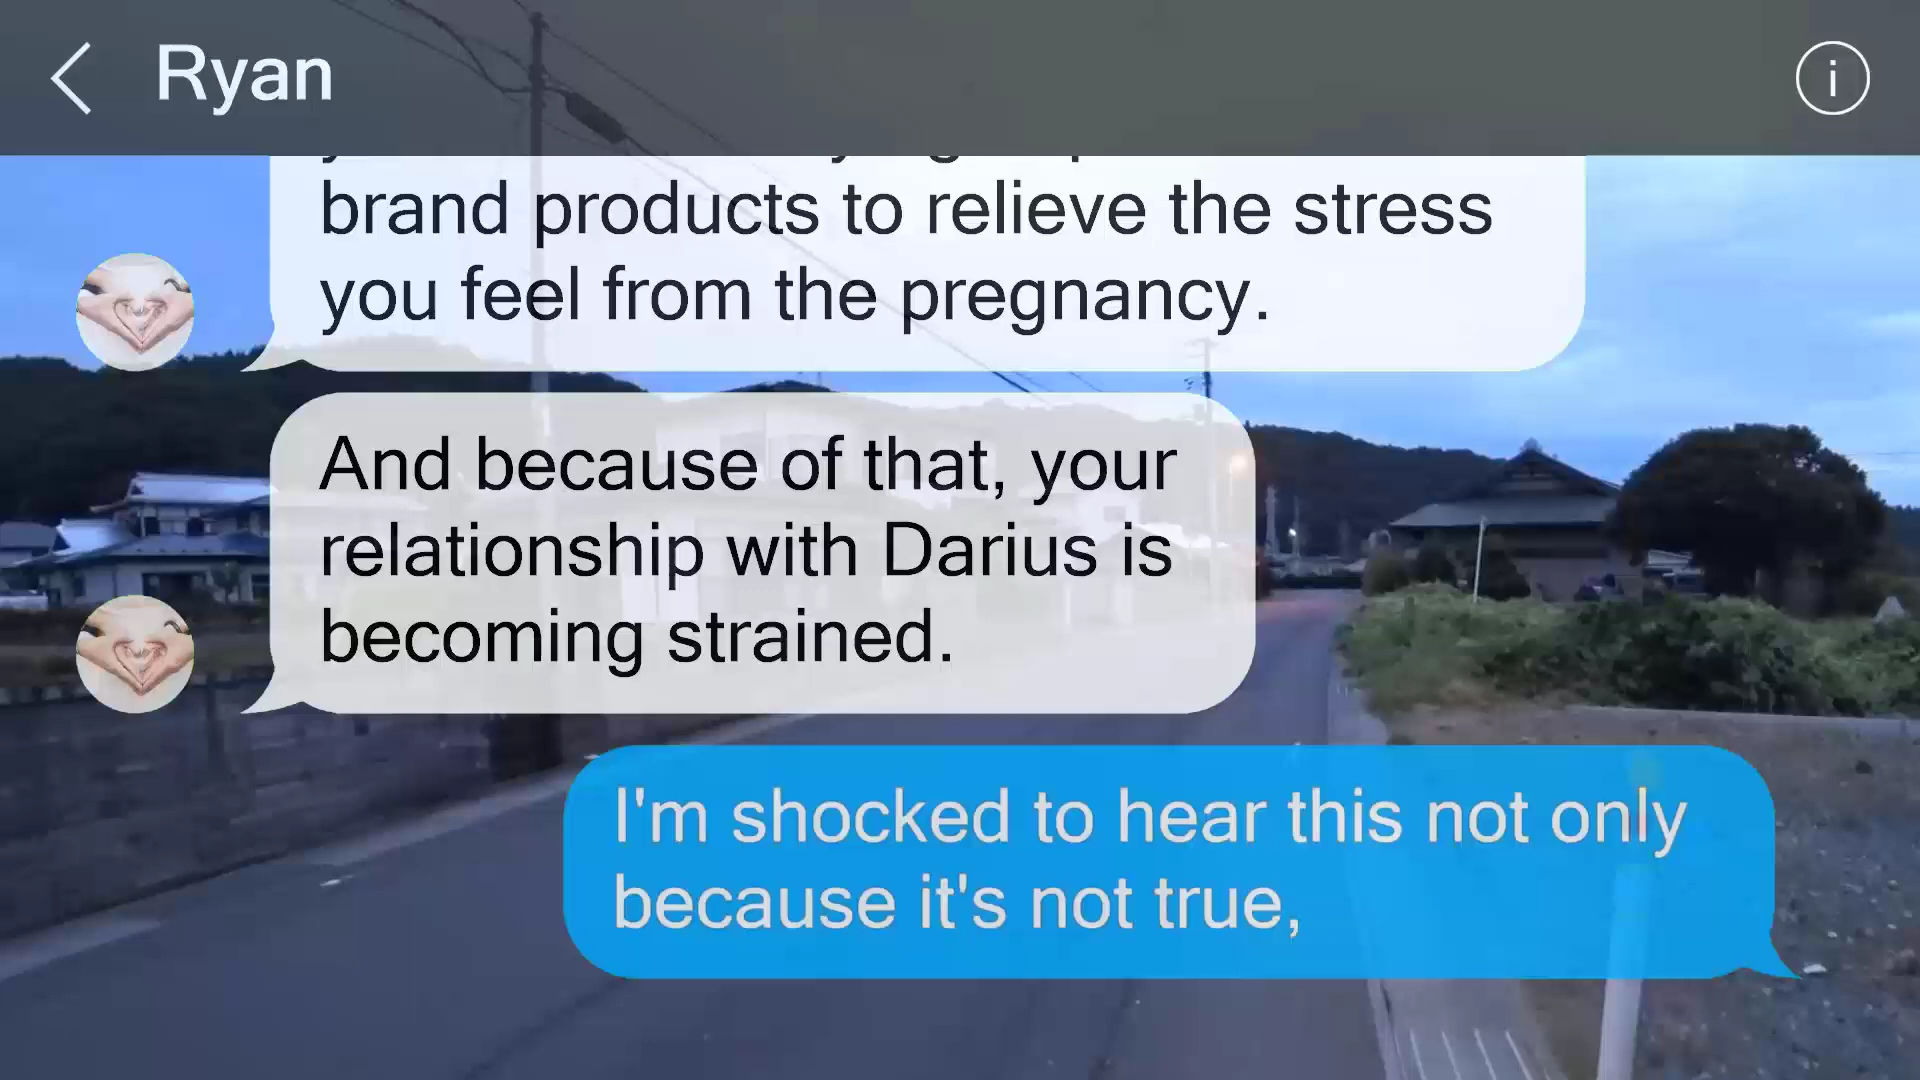 Ryan
i
brand products to relieve the stress
you feel from the pregnancy.
And because of that, your
relationship with Darius is
becoming strained.
I'm shocked to hear this not only
because it's not true,